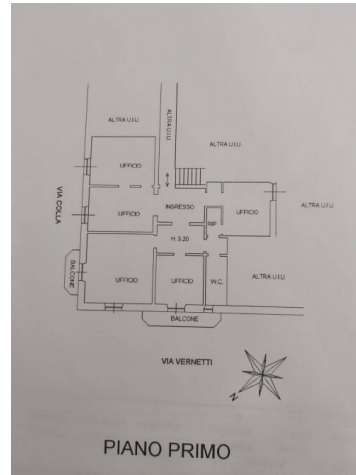 ALTRA U.I.U.
ALTRA U.I.U.
ALTRA U.I.U.
UFFICIO
ALTRA U.I.U.
VIA COLLA
UFFICIO
INGRESSO
UFFICIO
RIP
H. 3.20
BALCONE
UFFICIO
UFFICIO
W.C.
ALTRA U.I.U.
BALCONE
VIA VERNETTI
N
PIANO PRIMO